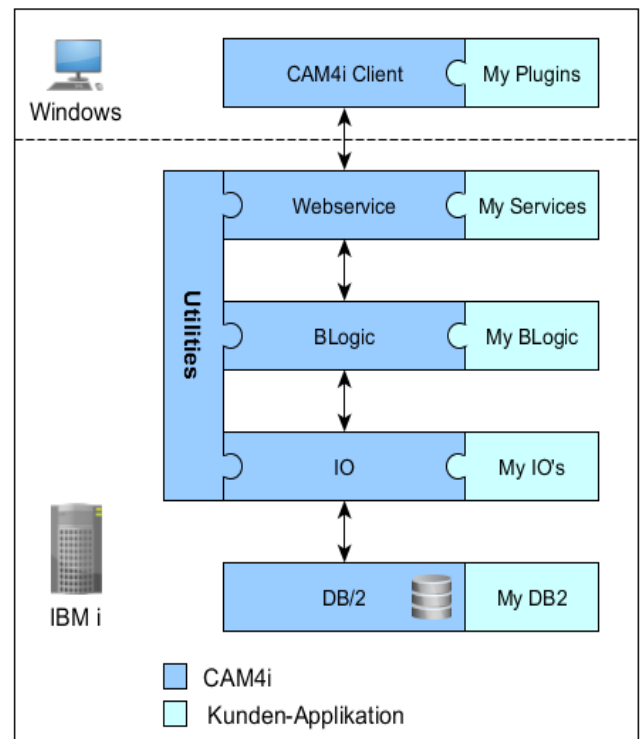 CAM4i Client
My Plugins
Windows
Webservice
My Services
Utilities
BLogic
My BLogic
IO
My IO's
DB/2
My DB2
IBM i
CAM4i
Kunden-Applikation